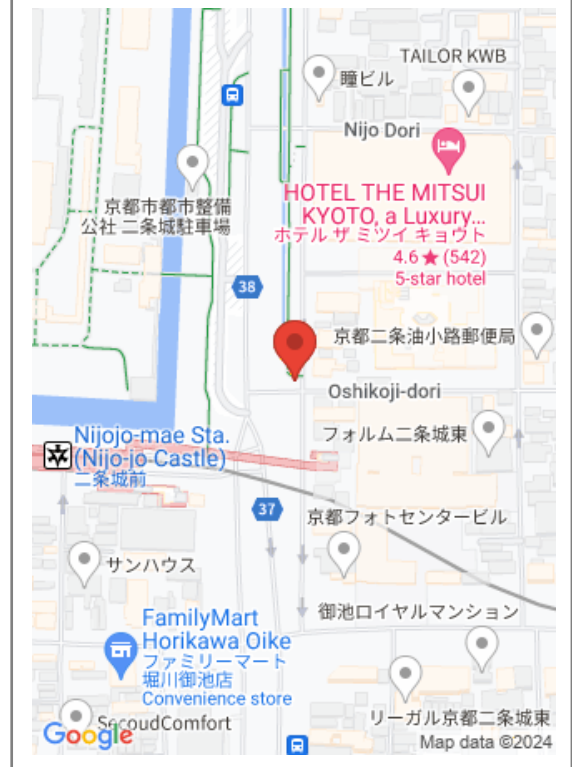 TAILOR KWB
瞳ビル
Nijo Dori
HOTEL THE MITSUI
KYOTO, a Luxury...
ホテル ザ ミツイ キョウト
4.6★(542)
5-star hotel
京都市都市整備
公社 二条城駐車場
38
京都二条油小路郵便局
Oshikoji-dori
Nijojo-mae Sta.
(Nijo-jo Castle)
二条城前
フォルム二条城東
37
京都フォトセンタービル
サンハウス
御池ロイヤルマンション
FamilyMart
Horikawa Oike
ファミリーマート
堀川御池店
Convenience store
SecoudComfort
リーガル京都二条城東
Google
Map data ©2024